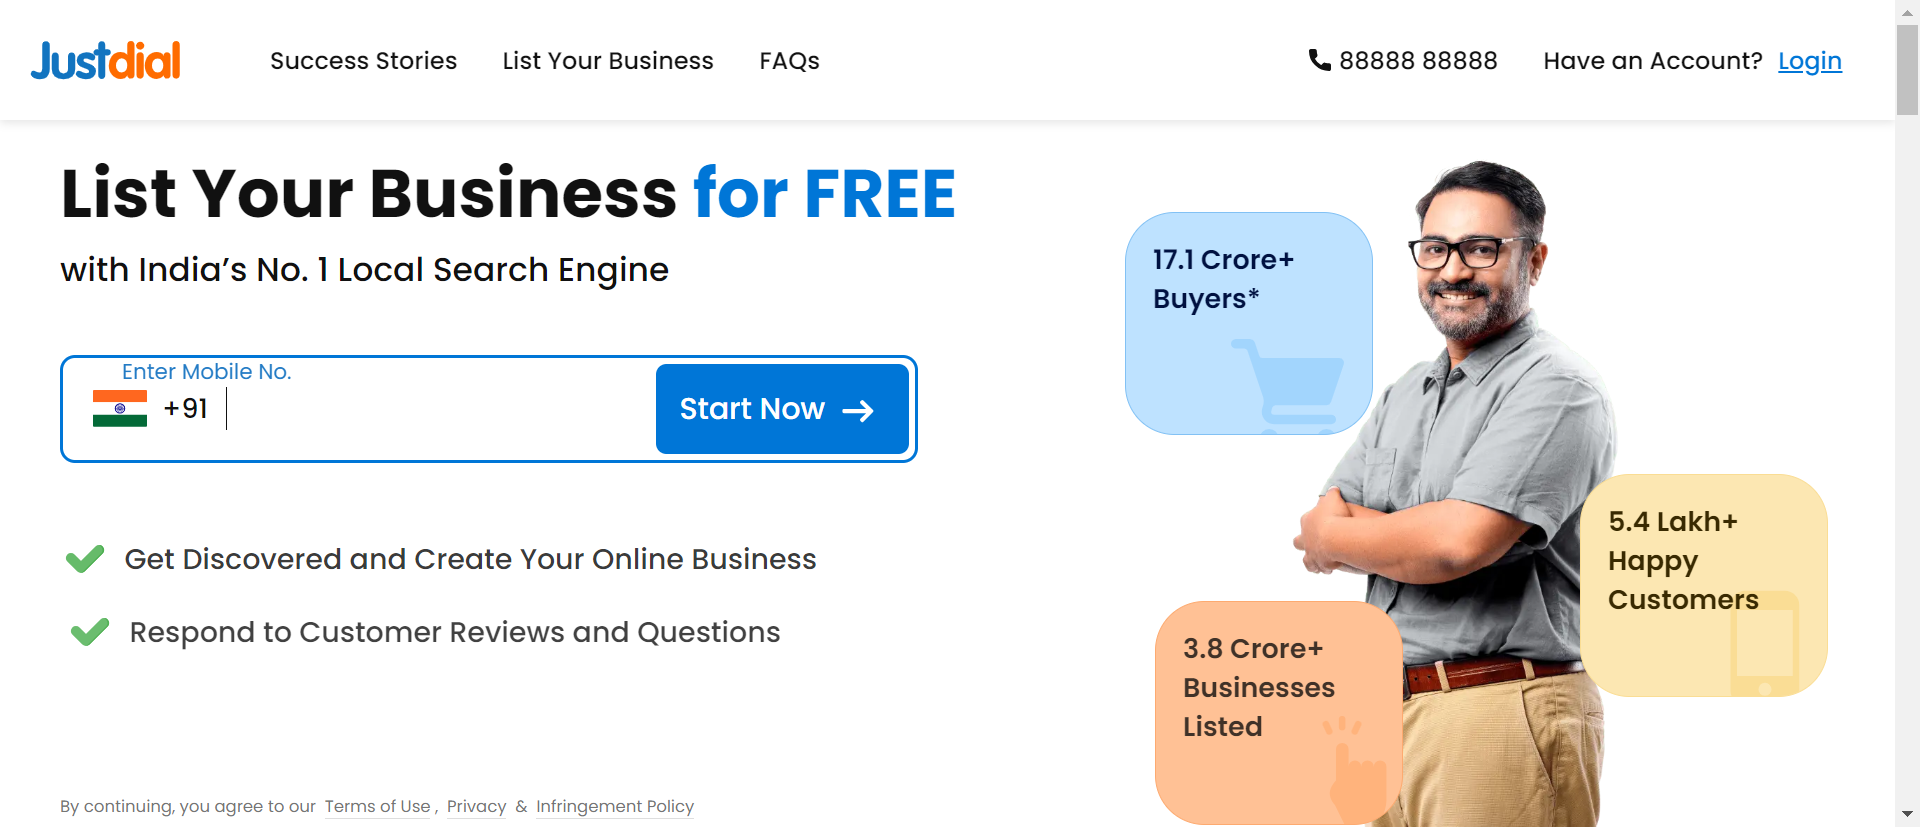 Justdial
Success Stories
List Your Business
FAQs
88888 88888
Have an Account? Login
List Your Business for FREE
with India’s No. 1 Local Search Engine
Enter Mobile No.
+91
Start Now
Get Discovered and Create Your Online Business
Respond to Customer Reviews and Questions
By continuing, you agree to our Terms of Use , Privacy & Infringement Policy
17.1 Crore+
Buyers*
5.4 Lakh+
Happy
Customers
3.8 Crore+
Businesses
Listed